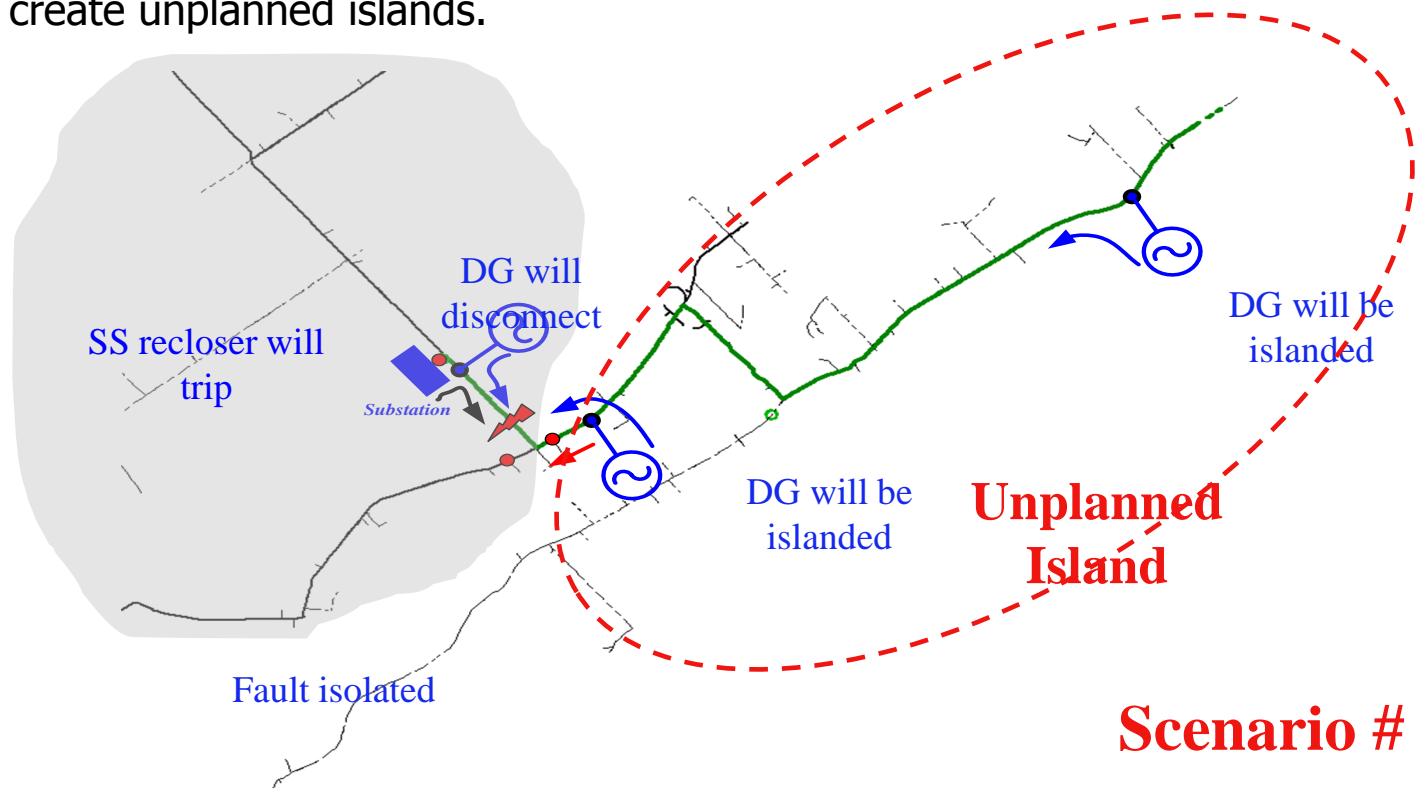 create unplanned islands.
DG will
disconnect
SS recloser will
trip
Substation
DG will be
islanded
DG will be
islanded
Unplanned
Island
Fault isolated
Scenario #